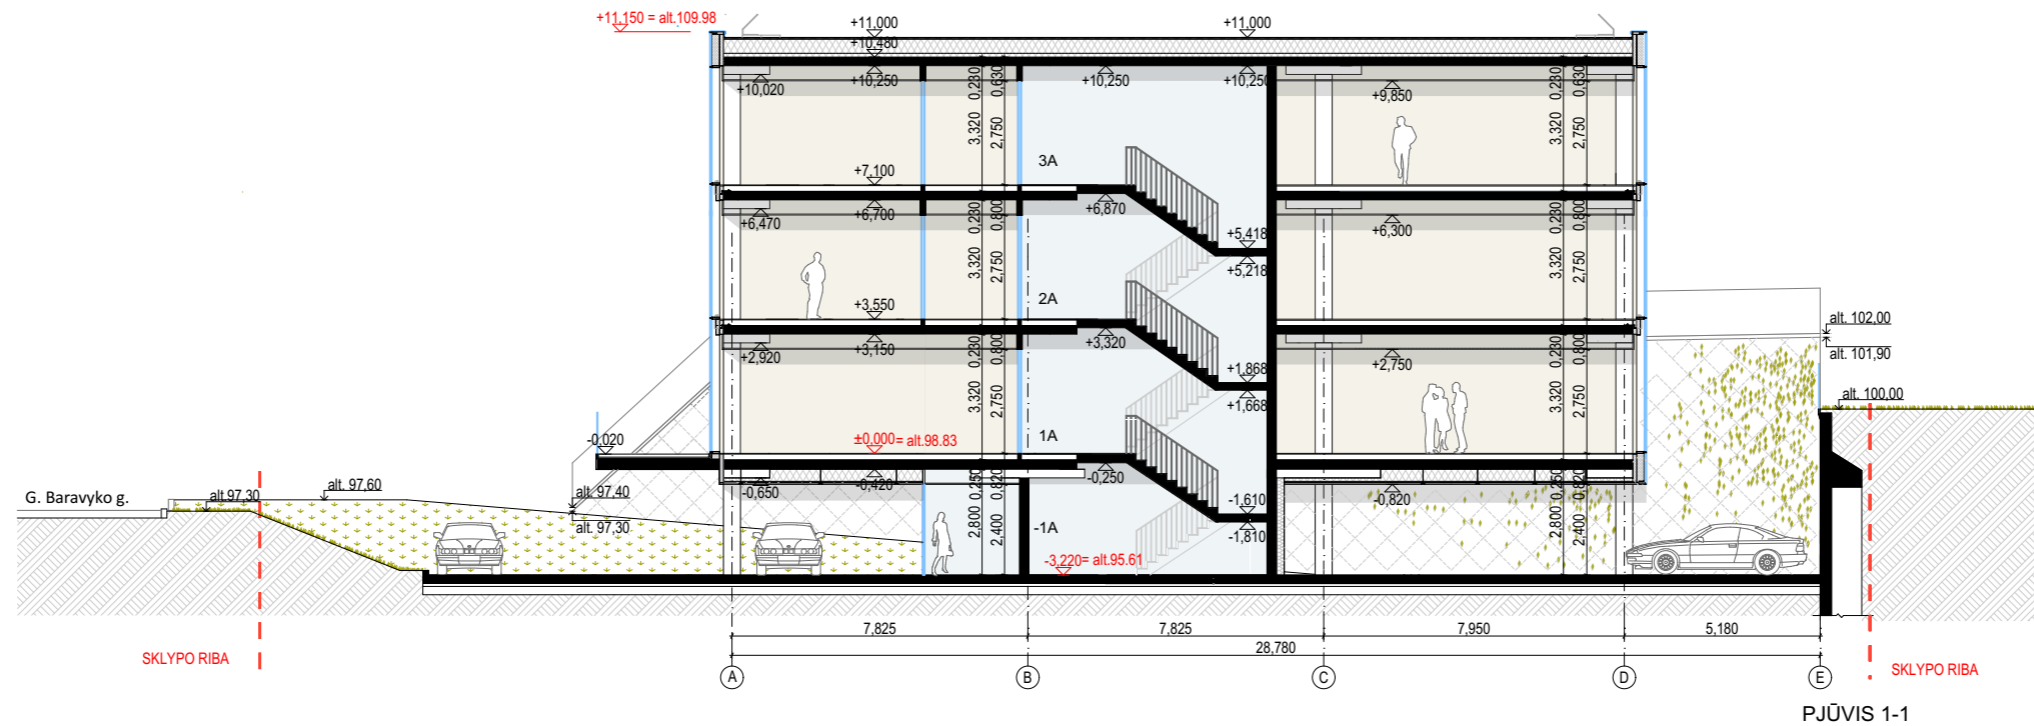 +11,150 = alt.109.98
+11,000
+11,000
+10,480
+10,250
+10,250
+10,250
+10,020
+9,850
0,230
0,630
0,230
0,630
3,320
2,750
3,320
2,750
3A
+7,100
+6,700
+6,870
+6,470
+6,300
0,230
0,800
0,230
0,800
+5,418
+5,218
3,320
2,750
3,320
2,750
2A
+3,550
+3,150
+3,320
+2,920
+2,750
0,230
0,800
0,230
0,800
alt. 102,00
alt. 101,90
+1,868
+1,668
3,320
2,750
3,320
2,750
alt. 100,00
1A
±0,000= alt.98.83
-0,020
-0,250
-0,420
-0,650
-0,820
0,250
0,820
0,250
0,820
G. Baravyko g.
alt 97,30
alt. 97,60
alt. 97,40
alt. 97,30
-1,610
-1,810
2,800
2,400
2,800
2,400
-1A
-3,220= alt.95.61
7,825
7,825
7,950
5,180
28,780
SKLYPO RIBA
SKLYPO RIBA
A
B
C
D
E
PJŪVIS 1-1